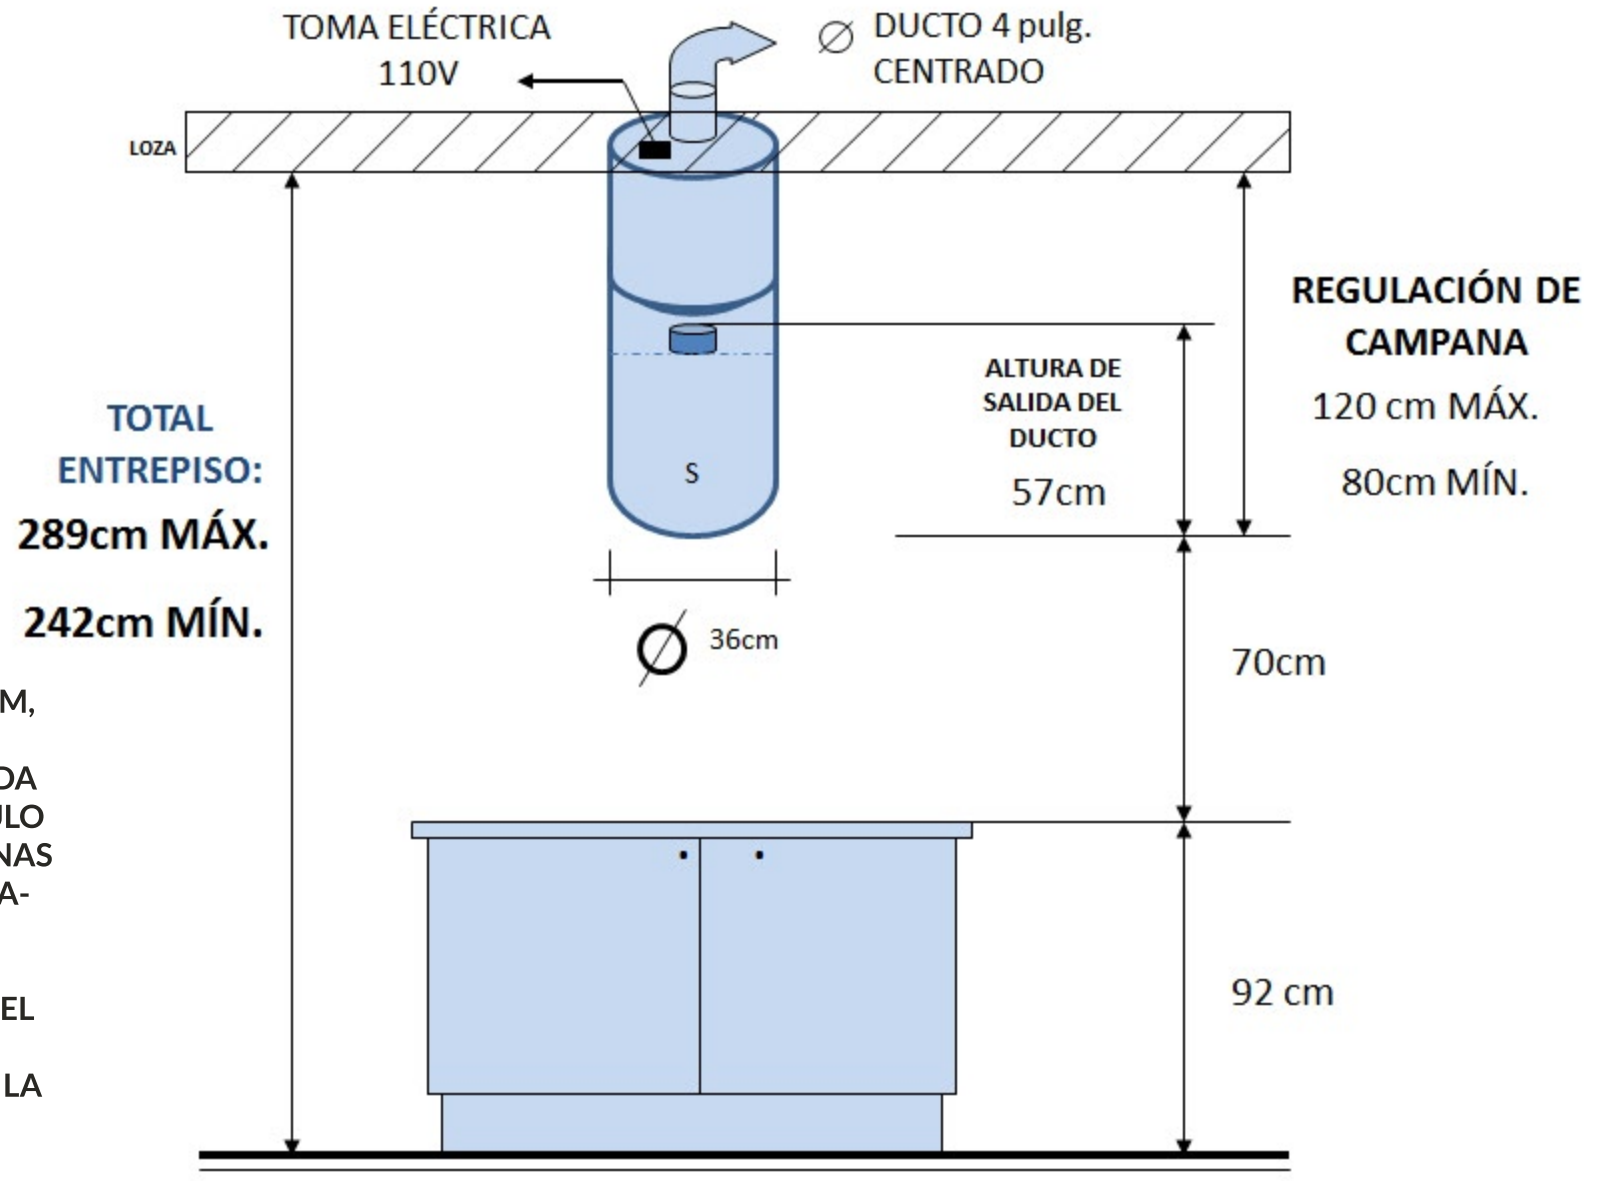 TOMA ELÉCTRICA
110V
DUCTO 4 pulg.
CENTRADO
LOZA
REGULACIÓN DE
CAMPANA
120 cm MÁX.
80cm MÍN.
ALTURA DE
SALIDA DEL
DUCTO
57cm
S
TOTAL
ENTREPISO:
289cm MÁX.
242cm MÍN.
36cm
70cm
92 cm
M,
DA
ULO
NAS
A-
EL
LA